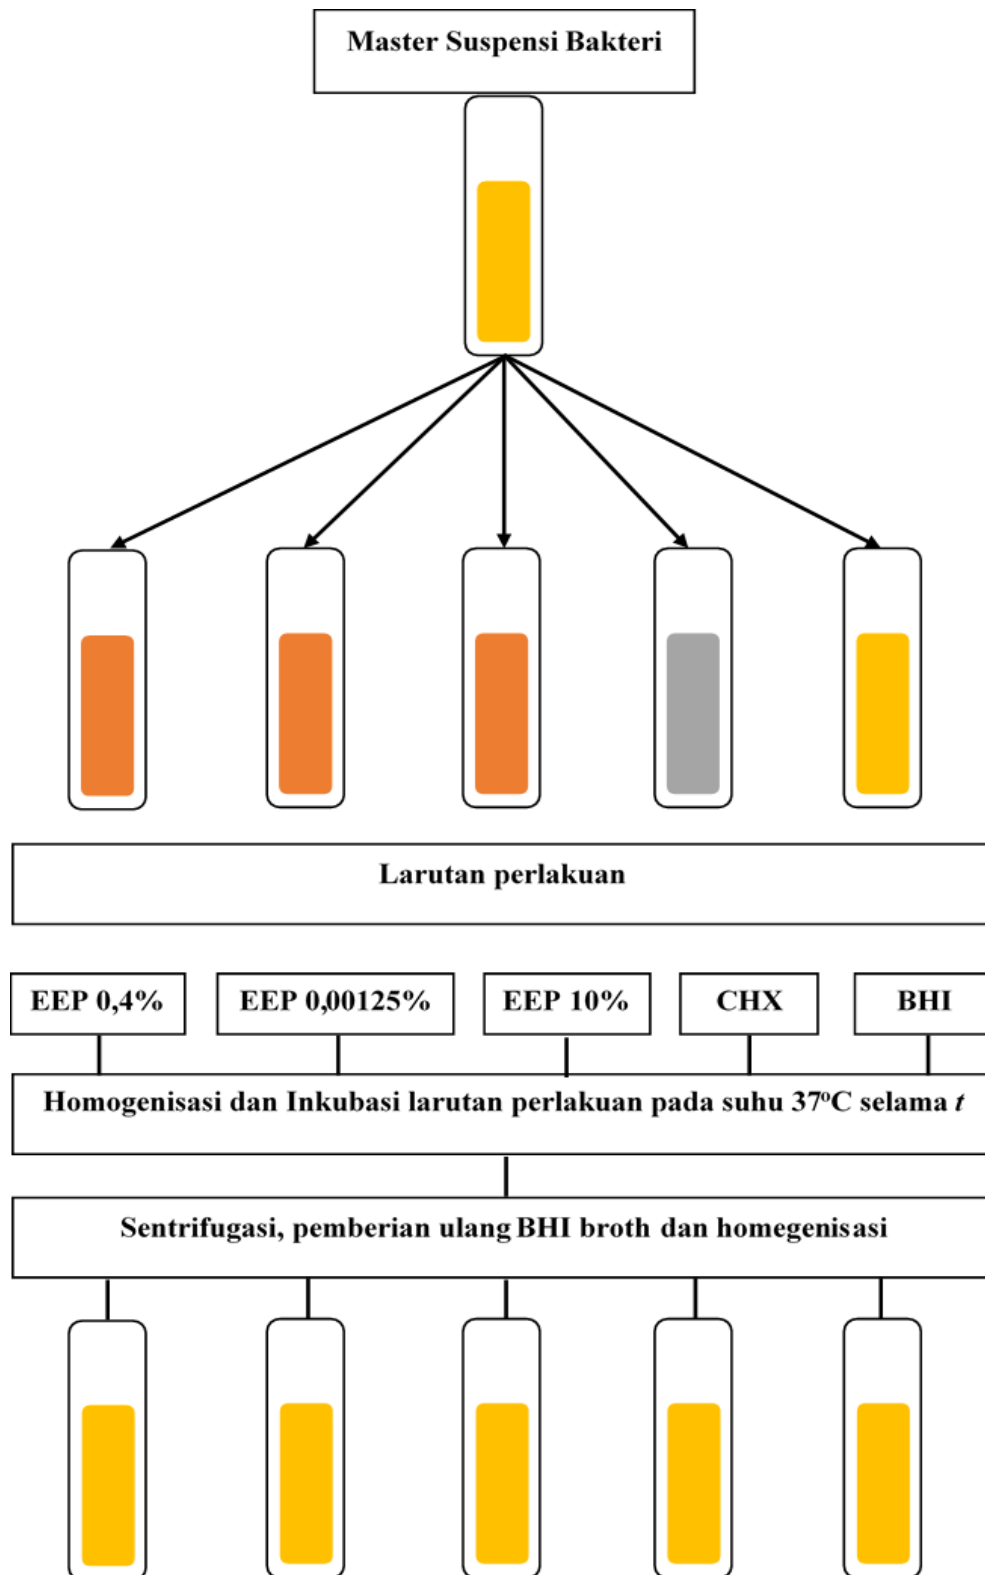 Master Suspensi Bakteri
Larutan perlakuan
EEP 0,4%
EEP 0,00125%
EEP 10%
CHX
BHI
Homogenisasi dan Inkubasi larutan perlakuan pada suhu 37ºC selama t
Sentrifugasi, pemberian ulang BHI broth dan homegenisasi